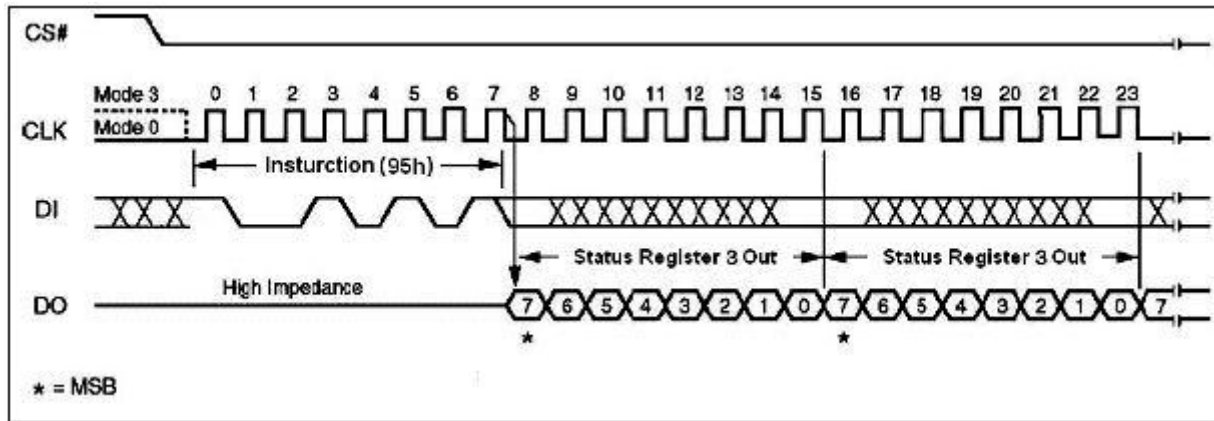 CS#
Mode 3 0 1 2 3 4 5 6 7 8 9 10 11 12 13 14 15 16 17 18 19 20 21 22 23
CLK Mode 0
Insturction (95h)
DI
Status Register 3 Out Status Register 3 Out
High Impedance
DO 7 6 5 4 3 2 1 0 7 6 5 4 3 2 1 0 7
* *
* = MSB